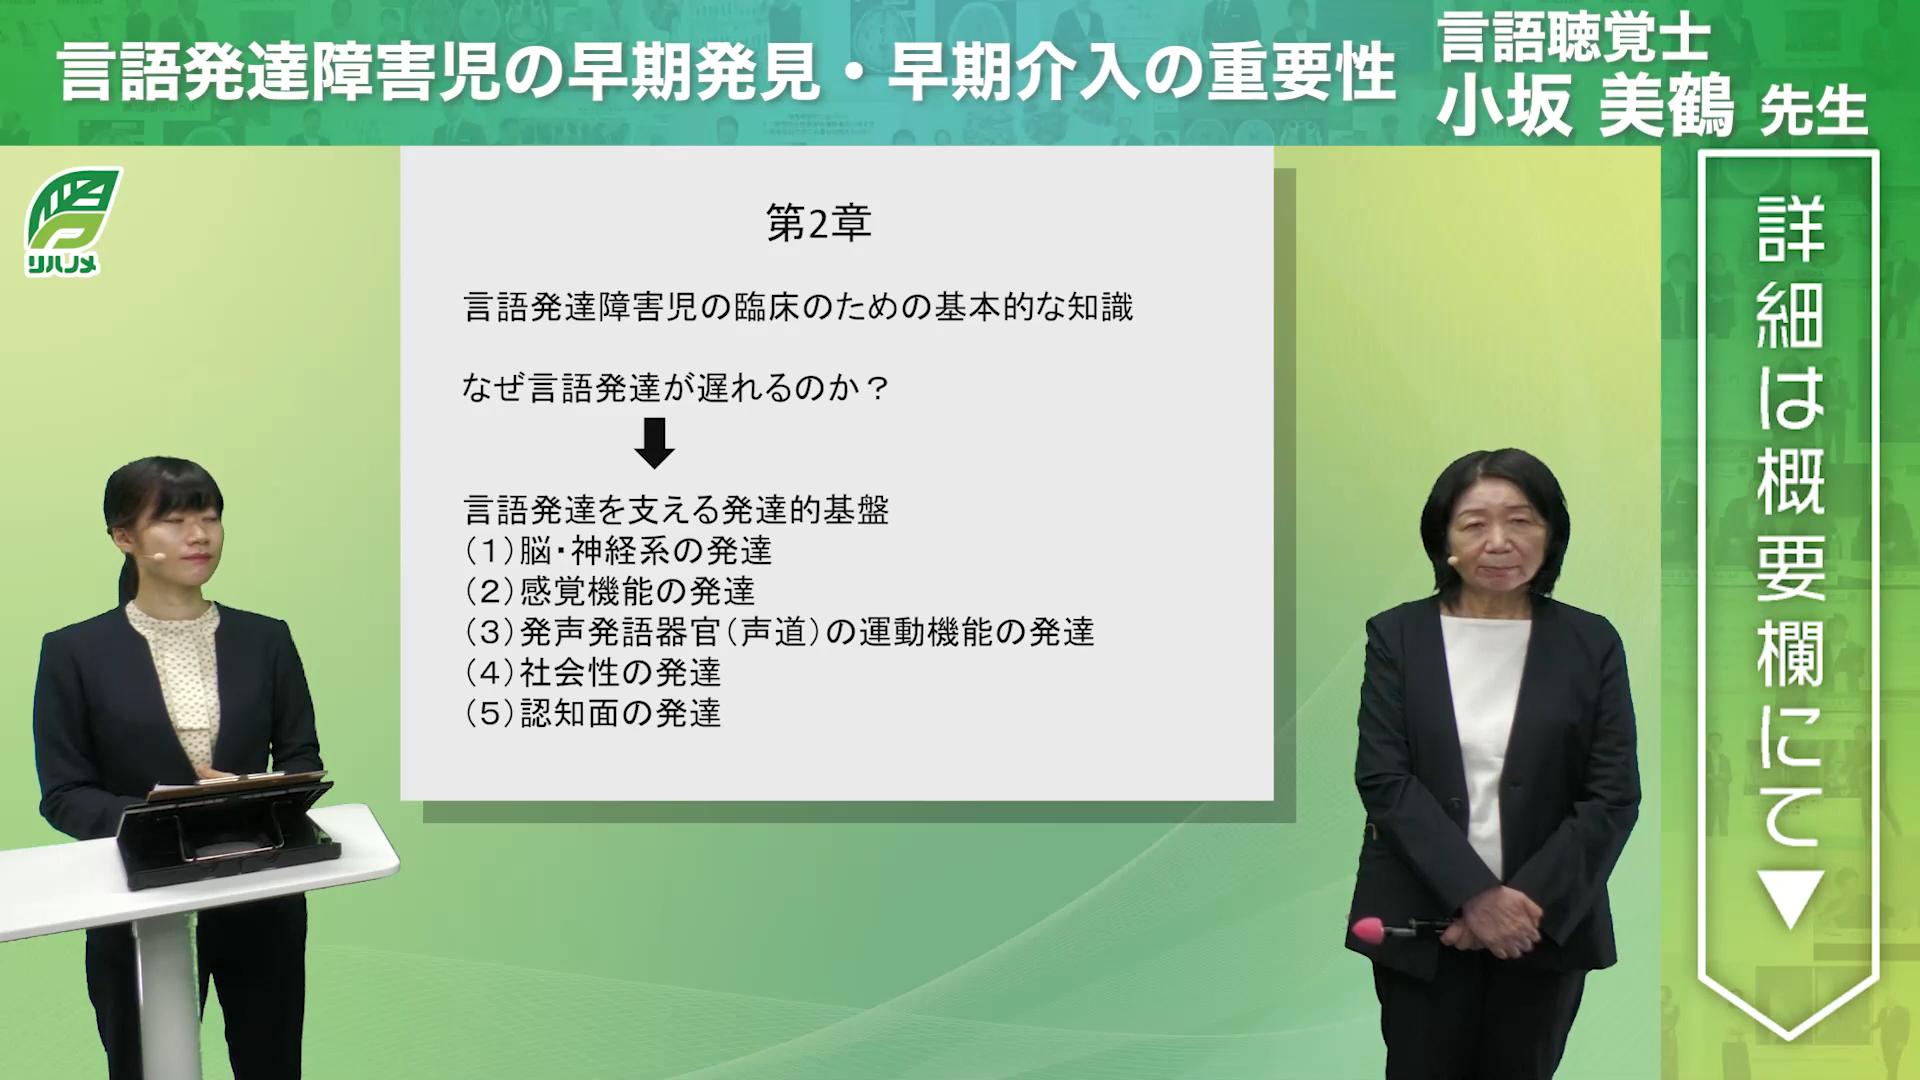 言語発達障害児の早期発見・早期介入の重要性
言語聴覚士
小坂 美鶴 先生
リハノメ
第2章
言語発達障害児の臨床のための基本的な知識
なぜ言語発達が遅れるのか？
言語発達を支える発達的基盤
（１）脳・神経系の発達
（２）感覚機能の発達
（３）発声発語器官（声道）の運動機能の発達
（４）社会性の発達
（５）認知面の発達
詳細は概要欄にて▼